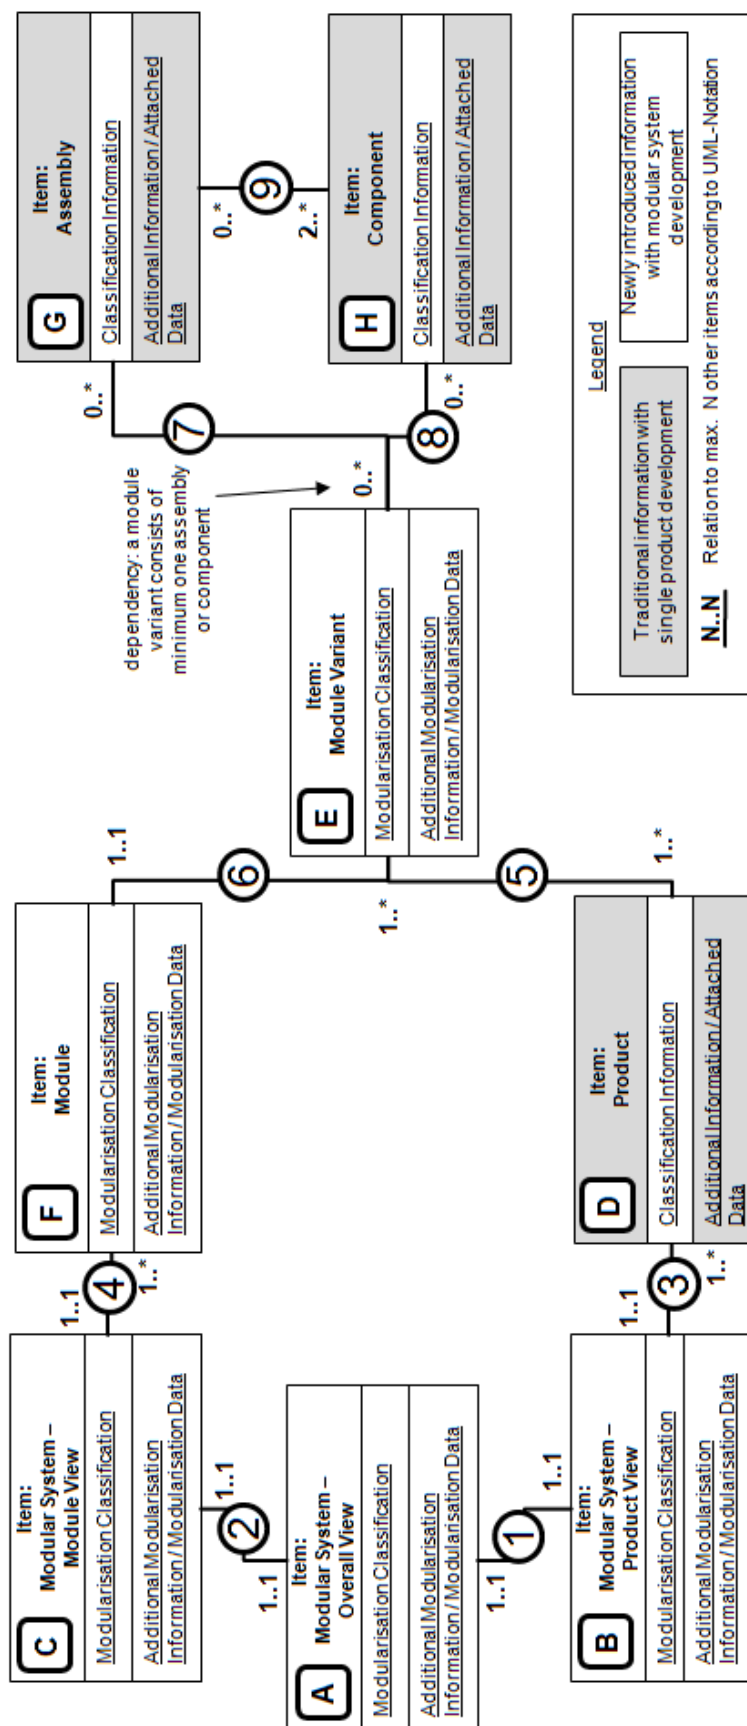 C
Item:
Modular System –
Module View
Modularisation Classification
Additional Modularisation
Information / Modularisation Data
1..1
4
1..*
F
Item:
Module
Modularisation Classification
Additional Modularisation
Information / Modularisation Data
1..1
6
1..1
2
1..1
A
Item:
Modular System –
Overall View
Modularisation Classification
Additional Modularisation
Information / Modularisation Data
1..1
1
1..1
B
Item:
Modular System –
Product View
Modularisation Classification
Additional Modularisation
Information / Modularisation Data
1..1
3
1..*
D
Item:
Product
Classification Information
Additional Information / Attached
Data
1..*
5
1..*
E
Item:
Module Variant
Modularisation Classification
Additional Modularisation
Information / Modularisation Data
0..*
dependency: a module
variant consists of
minimum one assembly
or component
7
0..*
8
0..*
G
Item:
Assembly
Classification Information
Additional Information / Attached
Data
0..*
9
2..*
H
Item:
Component
Classification Information
Additional Information / Attached
Data
Legend
Traditional information with
single product development
Newly introduced information
with modular system
development
N..N Relation to max. N other items according to UML-Notation